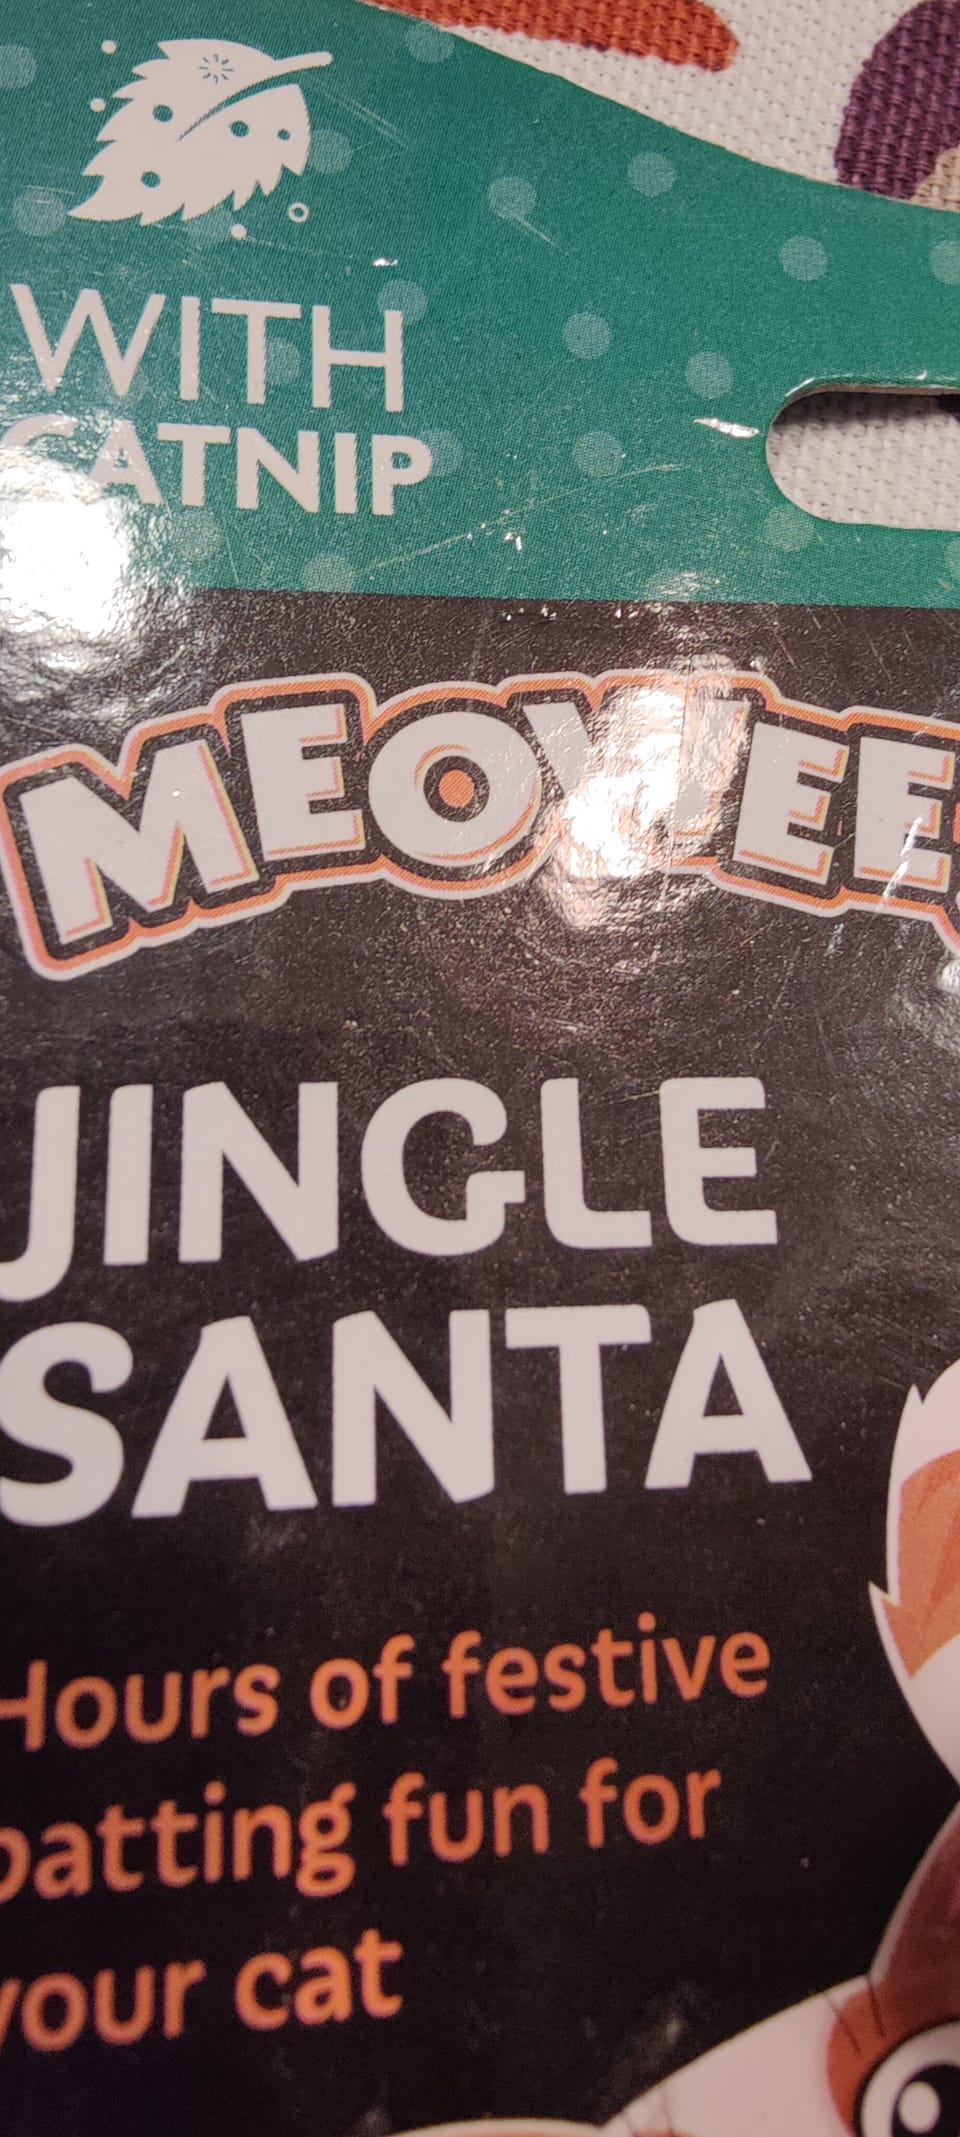 WITH
CATNIP
JINGLE
SANTA
Hours of festive
batting fun for
your cat